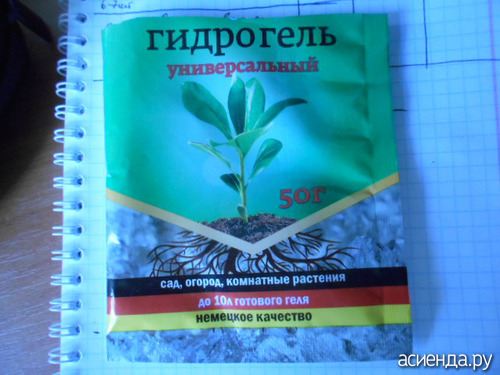 гидрогель
универсальный
50г
сад, огород, комнатные растения
до 10л готового геля
немецкое качество
асиенда.ру